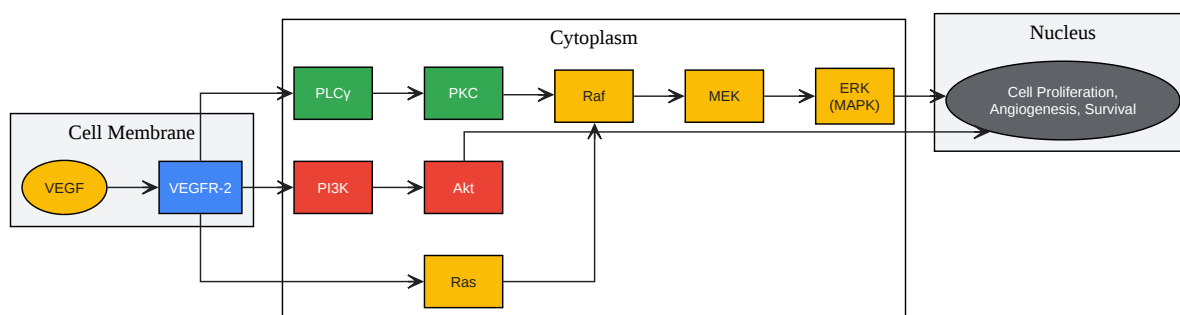 Cell Membrane
VEGF
VEGFR-2
Cytoplasm
PLCγ
PKC
Raf
MEK
ERK
(MAPK)
PI3K
Akt
Ras
Nucleus
Cell Proliferation,
Angiogenesis, Survival